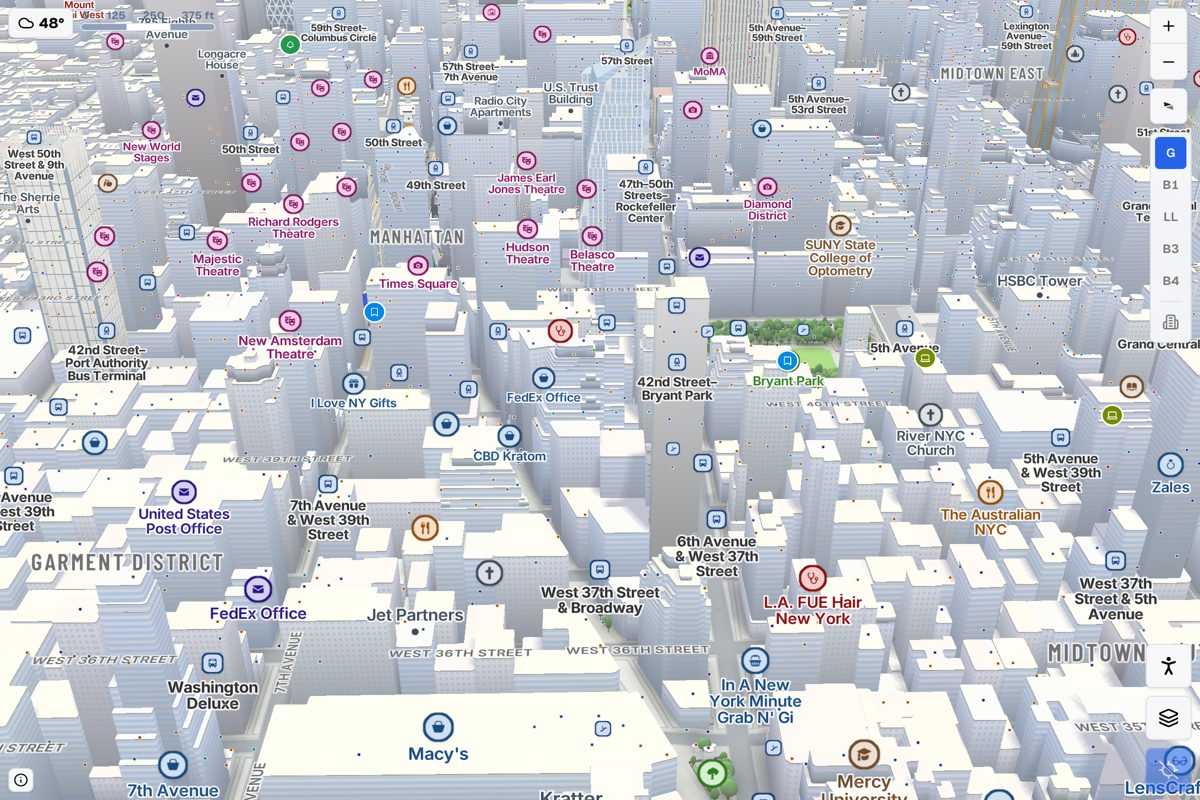 Mount
48°
125 250 375 ft
Avenue
59th Street–
Columbus Circle
Longacre
House
57th Street–
7th Avenue
57th Street
MoMA
5th Avenue–
59th Street
Lexington
Avenue–
59th Street
MIDTOWN EAST
Radio City
Apartments
U.S. Trust
Building
5th Avenue–
53rd Street
51st Street
G
B1
LL
B3
B4
New World
Stages
50th Street
50th Street
West 50th
Street & 9th
Avenue
49th Street
James Earl
Jones Theatre
47th–50th
Streets–
Rockefeller
Center
Diamond
District
The Sherrie
Arts
Richard Rodgers
Theatre
MANHATTAN
Majestic
Theatre
Hudson
Theatre
Belasco
Theatre
SUNY State
College of
Optometry
Times Square
HSBC Tower
WEST 43RD STREET
New Amsterdam
Theatre
42nd Street–
Port Authority
Bus Terminal
5th Avenue
Grand Central
42nd Street–
Bryant Park
Bryant Park
I Love NY Gifts
FedEx Office
WEST 40TH STREET
River NYC
Church
CBD Kratom
WEST 39TH STREET
5th Avenue
& West 39th
Street
Zales
Avenue
Street
United States
Post Office
7th Avenue
& West 39th
Street
The Australian
NYC
GARMENT DISTRICT
6th Avenue
& West 37th
Street
West 37th Street
& Broadway
West 37th
Street & 5th
Avenue
FedEx Office
Jet Partners
L.A. FUE Hair
New York
7TH AVENUE
WEST 36TH STREET
WEST 36TH STREET
WEST 36TH STREET
MIDTOWN
Washington
Deluxe
In A New
York Minute
Grab N' Gi
WEST 35
STREET
Macy's
7th Avenue
AVENUE
Kratter
Mercy
University
LensCraf